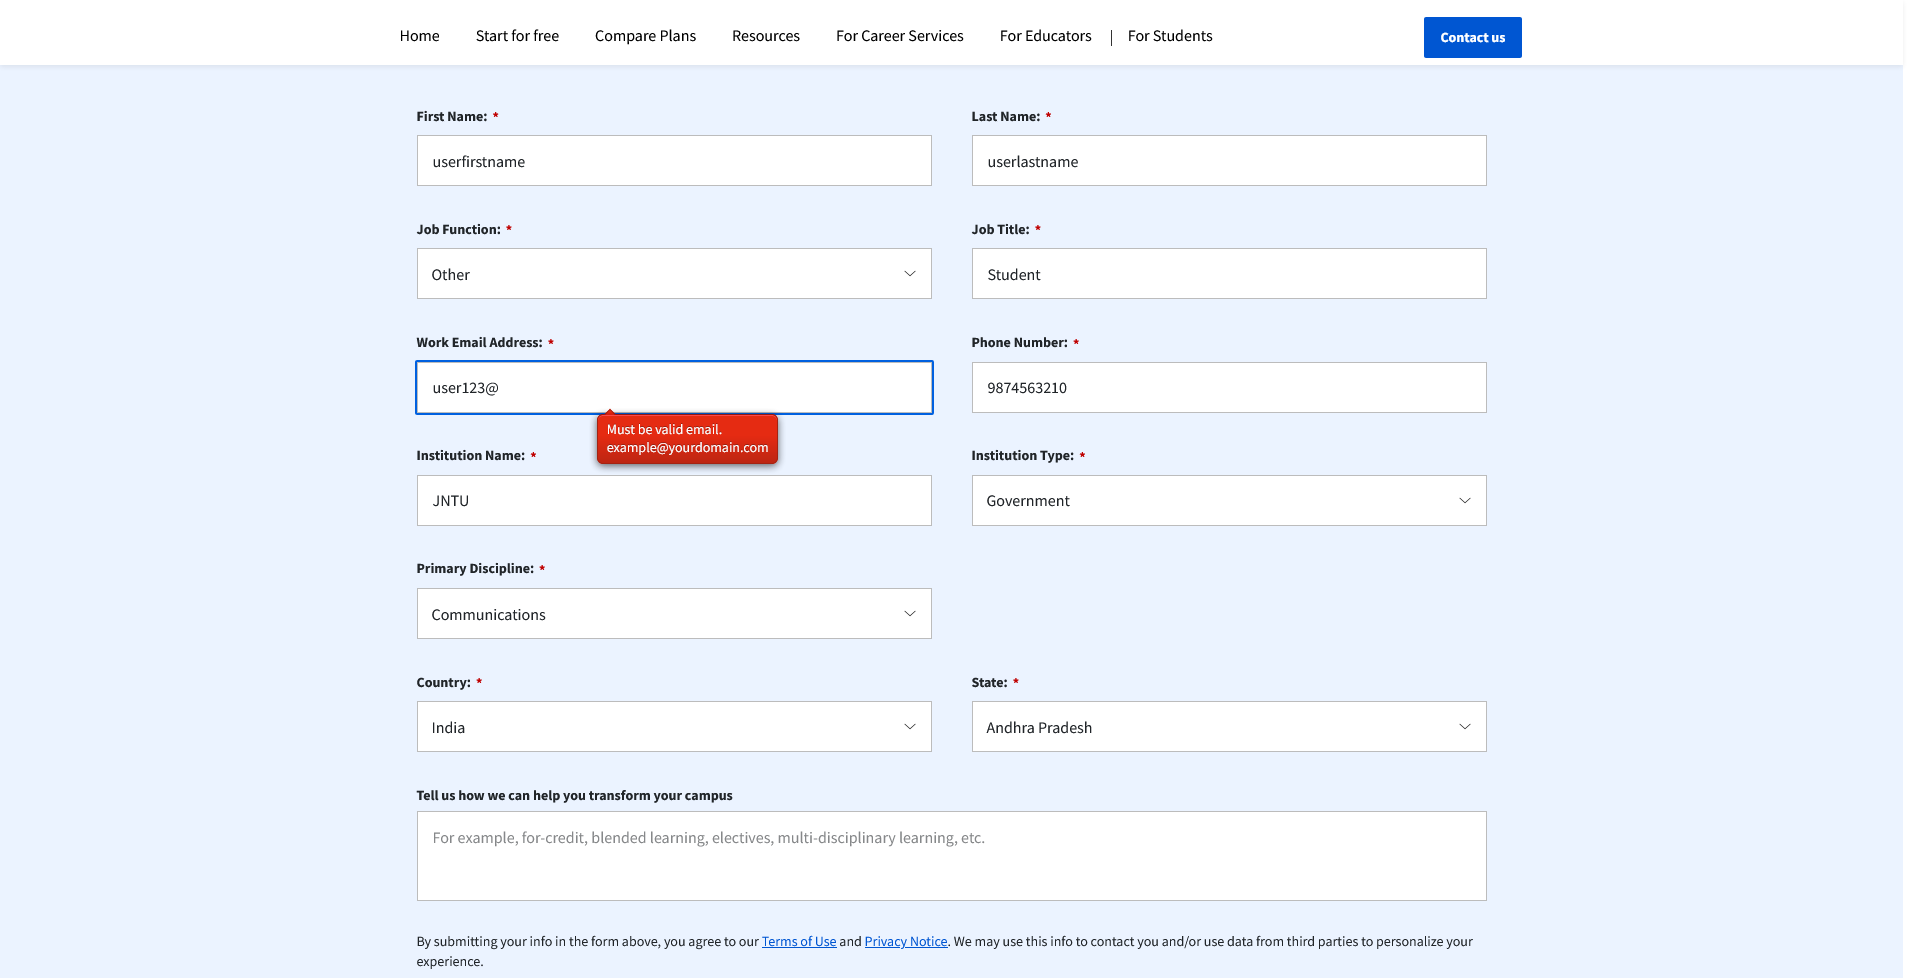 Home Start for free Compare Plans Resources For Career Services For Educators | For Students Contact us
First Name: * Last Name: *
userfirstname userlastname
Job Function: * Job Title: *
Other Student
Work Email Address: * Phone Number: *
user123@ 9874563210
Must be valid email.
example@yourdomain.com
Institution Name: * Institution Type: *
JNTU Government
Primary Discipline: *
Communications
Country: * State: *
India Andhra Pradesh
Tell us how we can help you transform your campus
For example, for-credit, blended learning, electives, multi-disciplinary learning, etc.
By submitting your info in the form above, you agree to our Terms of Use and Privacy Notice. We may use this info to contact you and/or use data from third parties to personalize your
experience.